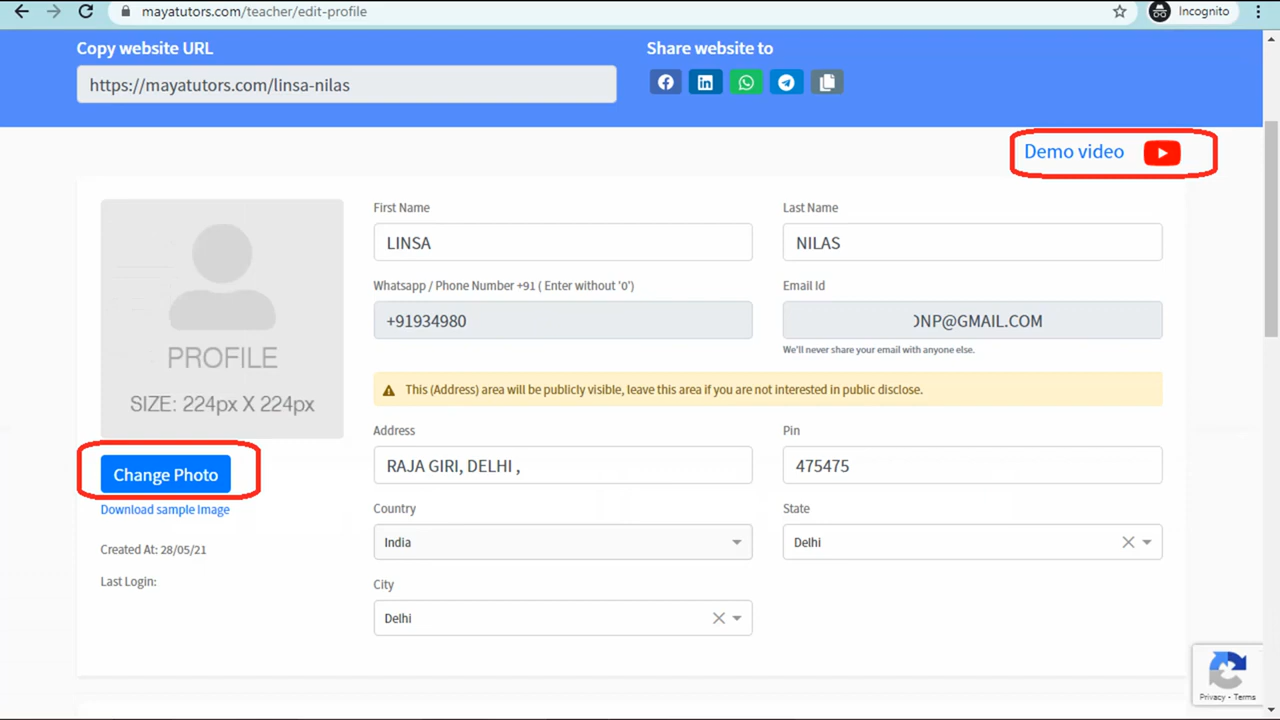 mayatutors.com/teacher/edit-profile
Incognito
Copy website URL
Share website to
https://mayatutors.com/linsa-nilas
Demo video
PROFILE
SIZE: 224px X 224px
Change Photo
Download sample Image
Created At: 28/05/21
Last Login:
First Name
Last Name
LINSA
NILAS
Whatsapp / Phone Number +91 ( Enter without '0')
Email Id
+91934980
NP@GMAIL.COM
We'll never share your email with anyone else.
This (Address) area will be publicly visible, leave this area if you are not interested in public disclose.
Address
Pin
RAJA GIRI, DELHI ,
475475
Country
State
India
Delhi
City
Delhi
Privacy - Terms